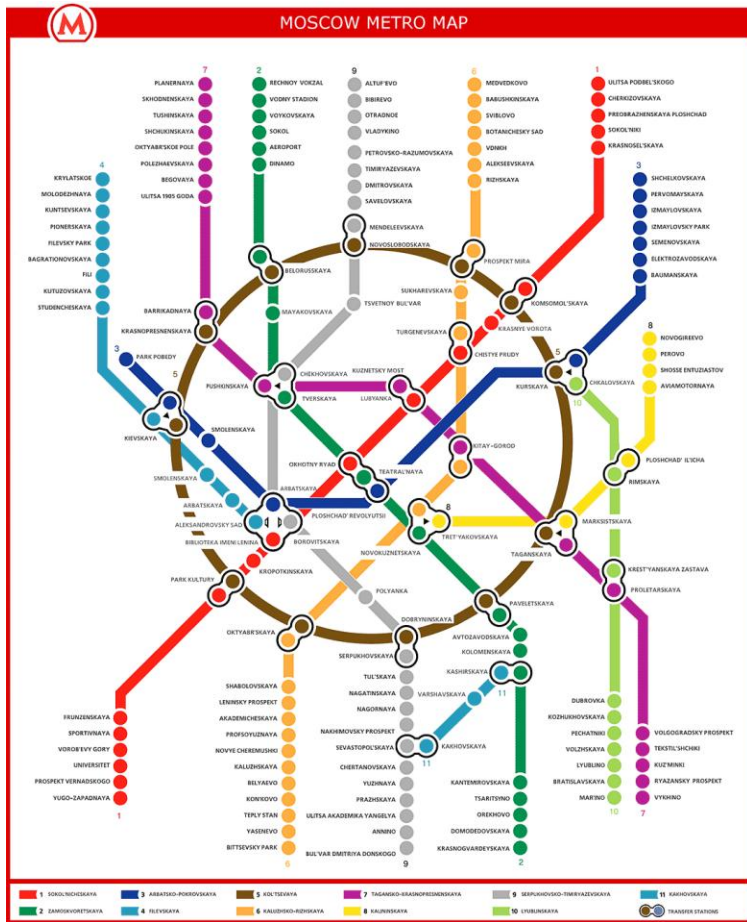 M
MOSCOW METRO MAP
7
PLANERNAYA
SKHODNENSKAYA
TUSHINSKAYA
SHCHUKINSKAYA
OKTYABR'SKOE POLE
POLEZHAEVSKAYA
BEGOVAYA
ULITSA 1905 GODA
2
RECHNOY VOKZAL
VODNY STADION
VOYKOVSKAYA
SOKOL
AEROPORT
DINAMO
9
ALTUF'EVO
BIBIREVO
OTRADNOE
VLADYKINO
PETROVSKO-RAZUMOVSKAYA
TIMIRYAZEVSKAYA
DMITROVSKAYA
SAVELOVSKAYA
MENDELEEVSKAYA
NOVOSLOBODSKAYA
6
MEDVEDKOVO
BABUSHKINSKAYA
SVIBLOVO
BOTANICHESKY SAD
VDNKH
ALEKSEEVSKAYA
RIZHSKAYA
PROSPEKT MIRA
1
ULITSA PODBEL'SKOGO
CHERKIZOVSKAYA
PREOBRAZHENSKAYA PLOSHCHAD
SOKOL'NIKI
KRASNOSEL'SKAYA
4
KRYLATSKOE
MOLODEZHNAYA
KUNTSEVSKAYA
PIONERSKAYA
FILEVSKY PARK
BAGRATIONOVSKAYA
FILI
KUTUZOVSKAYA
STUDENCHESKAYA
3
SHCHELKOVSKAYA
PERVOMAYSKAYA
IZMAYLOVSKAYA
IZMAYLOVSKY PARK
SEMENOVSKAYA
ELEKTROZAVODSKAYA
BAUMANSKAYA
BELORUSSKAYA
SUKHAREVSKAYA
KOMSOMOL'SKAYA
TSVETNOY BUL'VAR
MAYAKOVSKAYA
BARRIKADNAYA
KRASNOPRESNENSKAYA
TURGENEVSKAYA
KRASNIYE VOROTA
CHISTYE PRUDY
8
NOVOGIREEVO
PEROVO
SHOSSE ENTUZIASTOV
AVIAMOTORNAYA
3
PARK POBEDY
5
CHEKHOVSKAYA
KUZNETSKY MOST
PUSHKINSKAYA
TVERSKAYA
LUBYANKA
5
KURSKAYA
CHKALOVSKAYA
10
5
KIEVSKAYA
SMOLENSKAYA
KITAY-GOROD
OKHOTNY RYAD
TEATRAL'NAYA
PLOSHCHAD' IL'ICHA
RIMSKAYA
SMOLENSKAYA
ARBATSKAYA
ARBATSKAYA
ALEKSANDROVSKY SAD
PLOSHCHAD' REVOLYUTSII
BIBLIOTEKA IMENI LENINA
BOROVITSKAYA
8
TRET'YAKOVSKAYA
NOVOKUZNETSKAYA
MARKSISTSKAYA
TAGANSKAYA
KROPOTKINSKAYA
PARK KULTURY
POLYANKA
KREST'YANSKAYA ZASTAVA
PROLETARSKAYA
OKTYABR'SKAYA
DOBRYNINSKAYA
SERPUKHOVSKAYA
PAVELETSKAYA
AVTOZAVODSKAYA
KOLOMENSKAYA
KASHIRSKAYA
11
VARSHAVSKAYA
KAKHOVSKAYA
11
FRUNZENSKAYA
SPORTIVNAYA
VOROB'EVY GORY
UNIVERSITET
PROSPEKT VERNADSKOGO
YUGO-ZAPADNAYA
1
SHABOLOVSKAYA
LENINSKY PROSPEKT
AKADEMICHESKAYA
PROFSOYUZNAYA
NOVYE CHEREMUSHKI
KALUZHSKAYA
BELYAEVO
KON'KOVO
TEPLY STAN
YASENEVO
BITTSEVSKY PARK
6
TUL'SKAYA
NAGATINSKAYA
NAGORNAYA
NAKHIMOVSKY PROSPEKT
SEVASTOPOL'SKAYA
CHERTANOVSKAYA
YUZHNAYA
PRAZHSKAYA
ULITSA AKADEMIKA YANGELYA
ANNINO
BUL'VAR DMITRIYA DONSKOGO
9
KANTEMIROVSKAYA
TSARITSYNO
OREKHOVO
DOMODEDOVSKAYA
KRASNOGVARDEYSKAYA
2
DUBROVKA
KOZHUKHOVSKAYA
PECHATNIKI
VOLZHSKAYA
LYUBLINO
BRATISLAVSKAYA
MAR'INO
10
VOLGOGRADSKY PROSPEKT
TEKSTIL'SHCHIKI
KUZ'MINKI
RYAZANSKY PROSPEKT
VYKHINO
7
1 SOKOL'NICHESKAYA
3 ARBATSKO-POKROVSKAYA
5 KOL'TSEVAYA
7 TAGANSKO-KRASNOPRESNENSKAYA
9 SERPUKHOVSKO-TIMIRYAZEVSKAYA
11 KAKHOVSKAYA
2 ZAMOSKVORETSKAYA
4 FILEVSKAYA
6 KALUZHSKO-RIZHSKAYA
8 KALININSKAYA
10 LYUBLINSKAYA
TRANSFER STATIONS